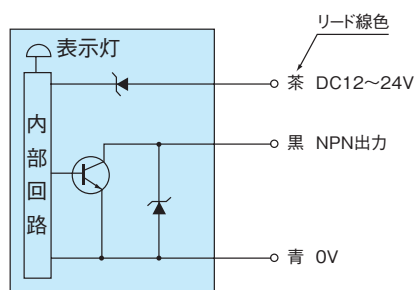 リード線色
表示灯
茶 DC12～24V
内部回路
黒 NPN出力
青 0V